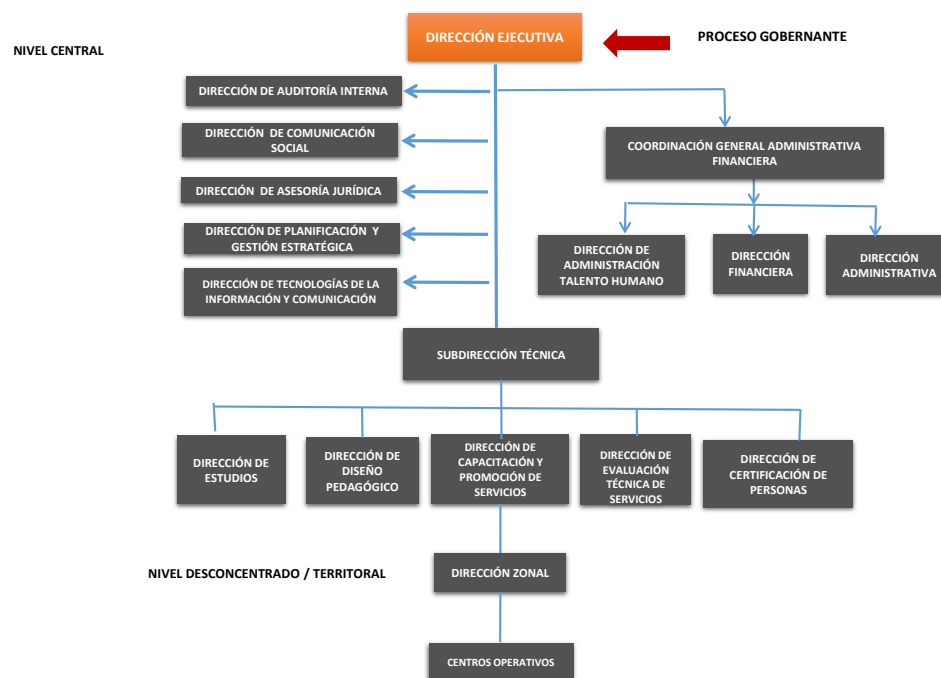 DIRECCIÓN EJECUTIVA
PROCESO GOBERNANTE
NIVEL CENTRAL
DIRECCIÓN DE AUDITORÍA INTERNA
DIRECCIÓN DE COMUNICACIÓN
SOCIAL
COORDINACIÓN GENERAL ADMINISTRATIVA
FINANCIERA
DIRECCIÓN DE ASESORÍA JURÍDICA
DIRECCIÓN DE PLANIFICACIÓN Y
GESTIÓN ESTRATÉGICA
DIRECCIÓN DE
ADMINISTRACIÓN
TALENTO HUMANO
DIRECCIÓN
FINANCIERA
DIRECCIÓN
ADMINISTRATIVA
DIRECCIÓN DE TECNOLOGÍAS DE LA
INFORMACIÓN Y COMUNICACIÓN
SUBDIRECCIÓN TÉCNICA
DIRECCIÓN DE
ESTUDIOS
DIRECCIÓN DE
DISEÑO
PEDAGÓGICO
DIRECCIÓN DE
CAPACITACIÓN Y
PROMOCIÓN DE
SERVICIOS
DIRECCIÓN DE
EVALUACIÓN
TÉCNICA DE
SERVICIOS
DIRECCIÓN DE
CERTIFICACIÓN DE
PERSONAS
NIVEL DESCONCENTRADO / TERRITORAL
DIRECCIÓN ZONAL
CENTROS OPERATIVOS